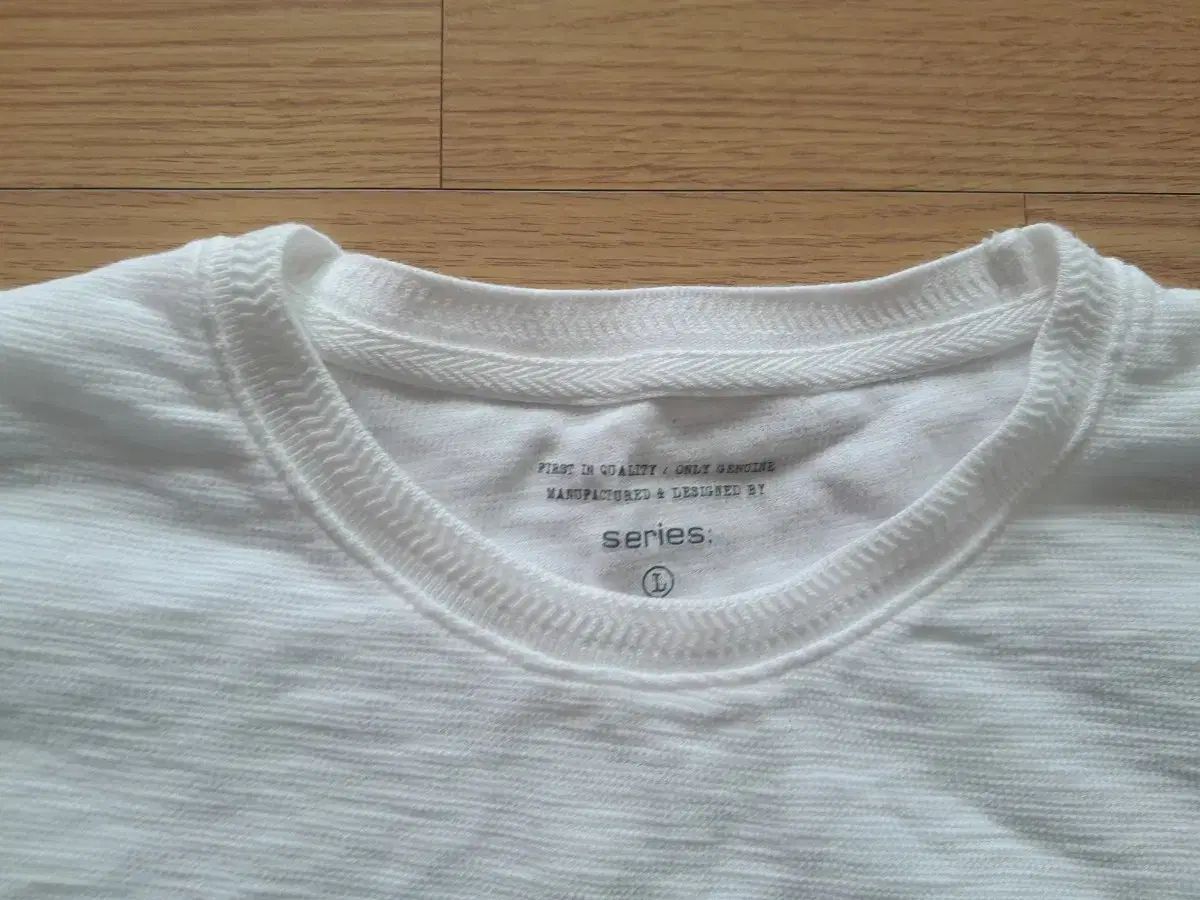 FIRST IN QUALITY / ONLY GENUINE
MANUFACTURED & DESIGNED BY
series;
L